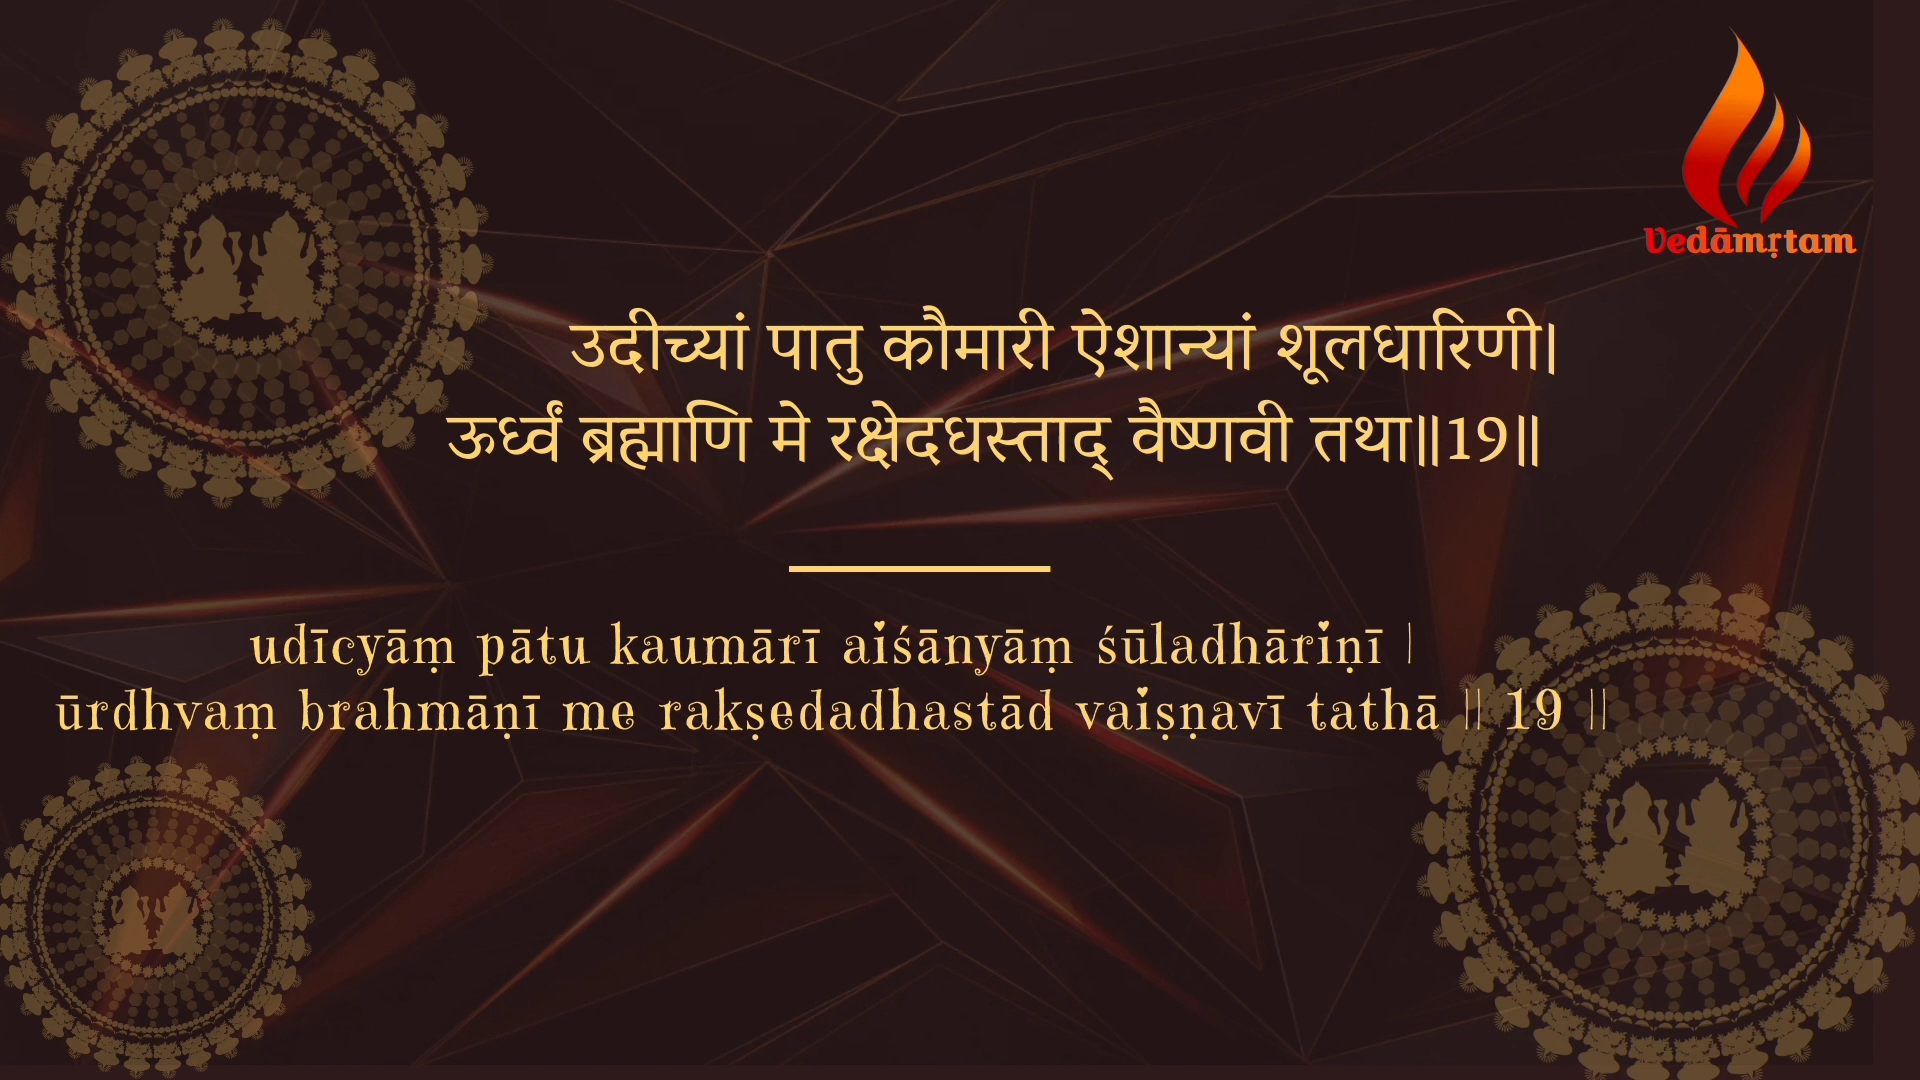 Vedāmṛtam
उदीच्यां पातु कौमारी ऐशान्यां शूलधारिणी।
ऊर्ध्वं ब्रह्माणि मे रक्षेदधस्ताद् वैष्णवी तथा॥19॥
udīcyāṃ pātu kaumārī aiśānyāṃ śūladhāriṇī |
ūrdhvaṃ brahmāṇī me rakṣedadhastād vaiṣṇavī tathā || 19 ||